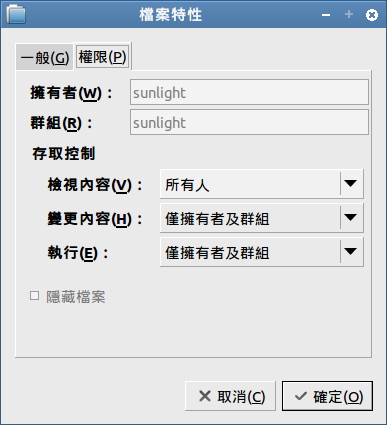 檔案特性
一般(G) 權限(P)
擁有者(W)： sunlight
群組(R)： sunlight
存取控制
檢視內容(V)： 所有人
變更內容(H)： 僅擁有者及群組
執行(E)： 僅擁有者及群組
隱藏檔案
取消(C) 確定(O)